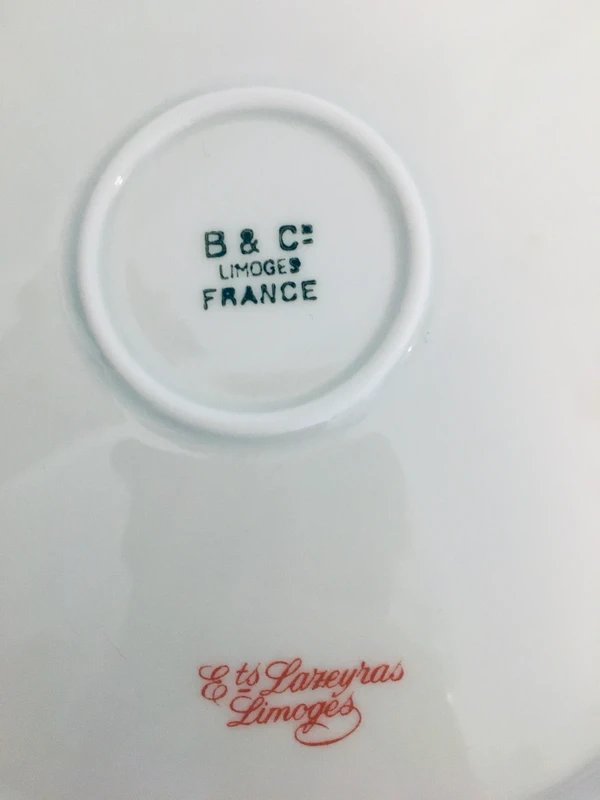 B & Cie
LIMOGES
FRANCE
Ets Lazeyras
Limoges